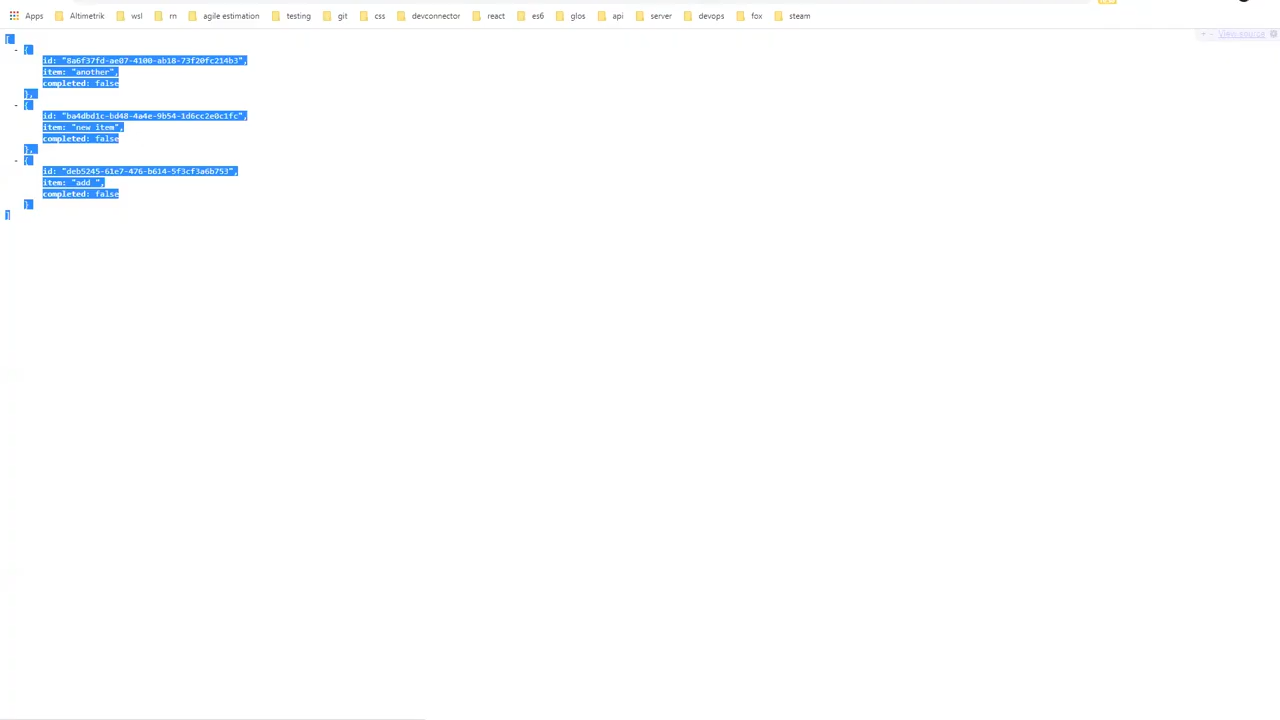 Apps Altimetrik wsl rn agile estimation testing git css devconnector react es6 glos api server devops fox steam
+ - View source
[
- {
id: "8a6f37fd-ae07-4100-ab18-73f20fc214b3",
item: "another",
completed: false
},
- {
id: "ba4dbd1c-bd48-4a4e-9b54-1d6cc2e0c1fc",
item: "new item",
completed: false
},
- {
id: "deb5245-61e7-476-b614-5f3cf3a6b753",
item: "add ",
completed: false
}
]